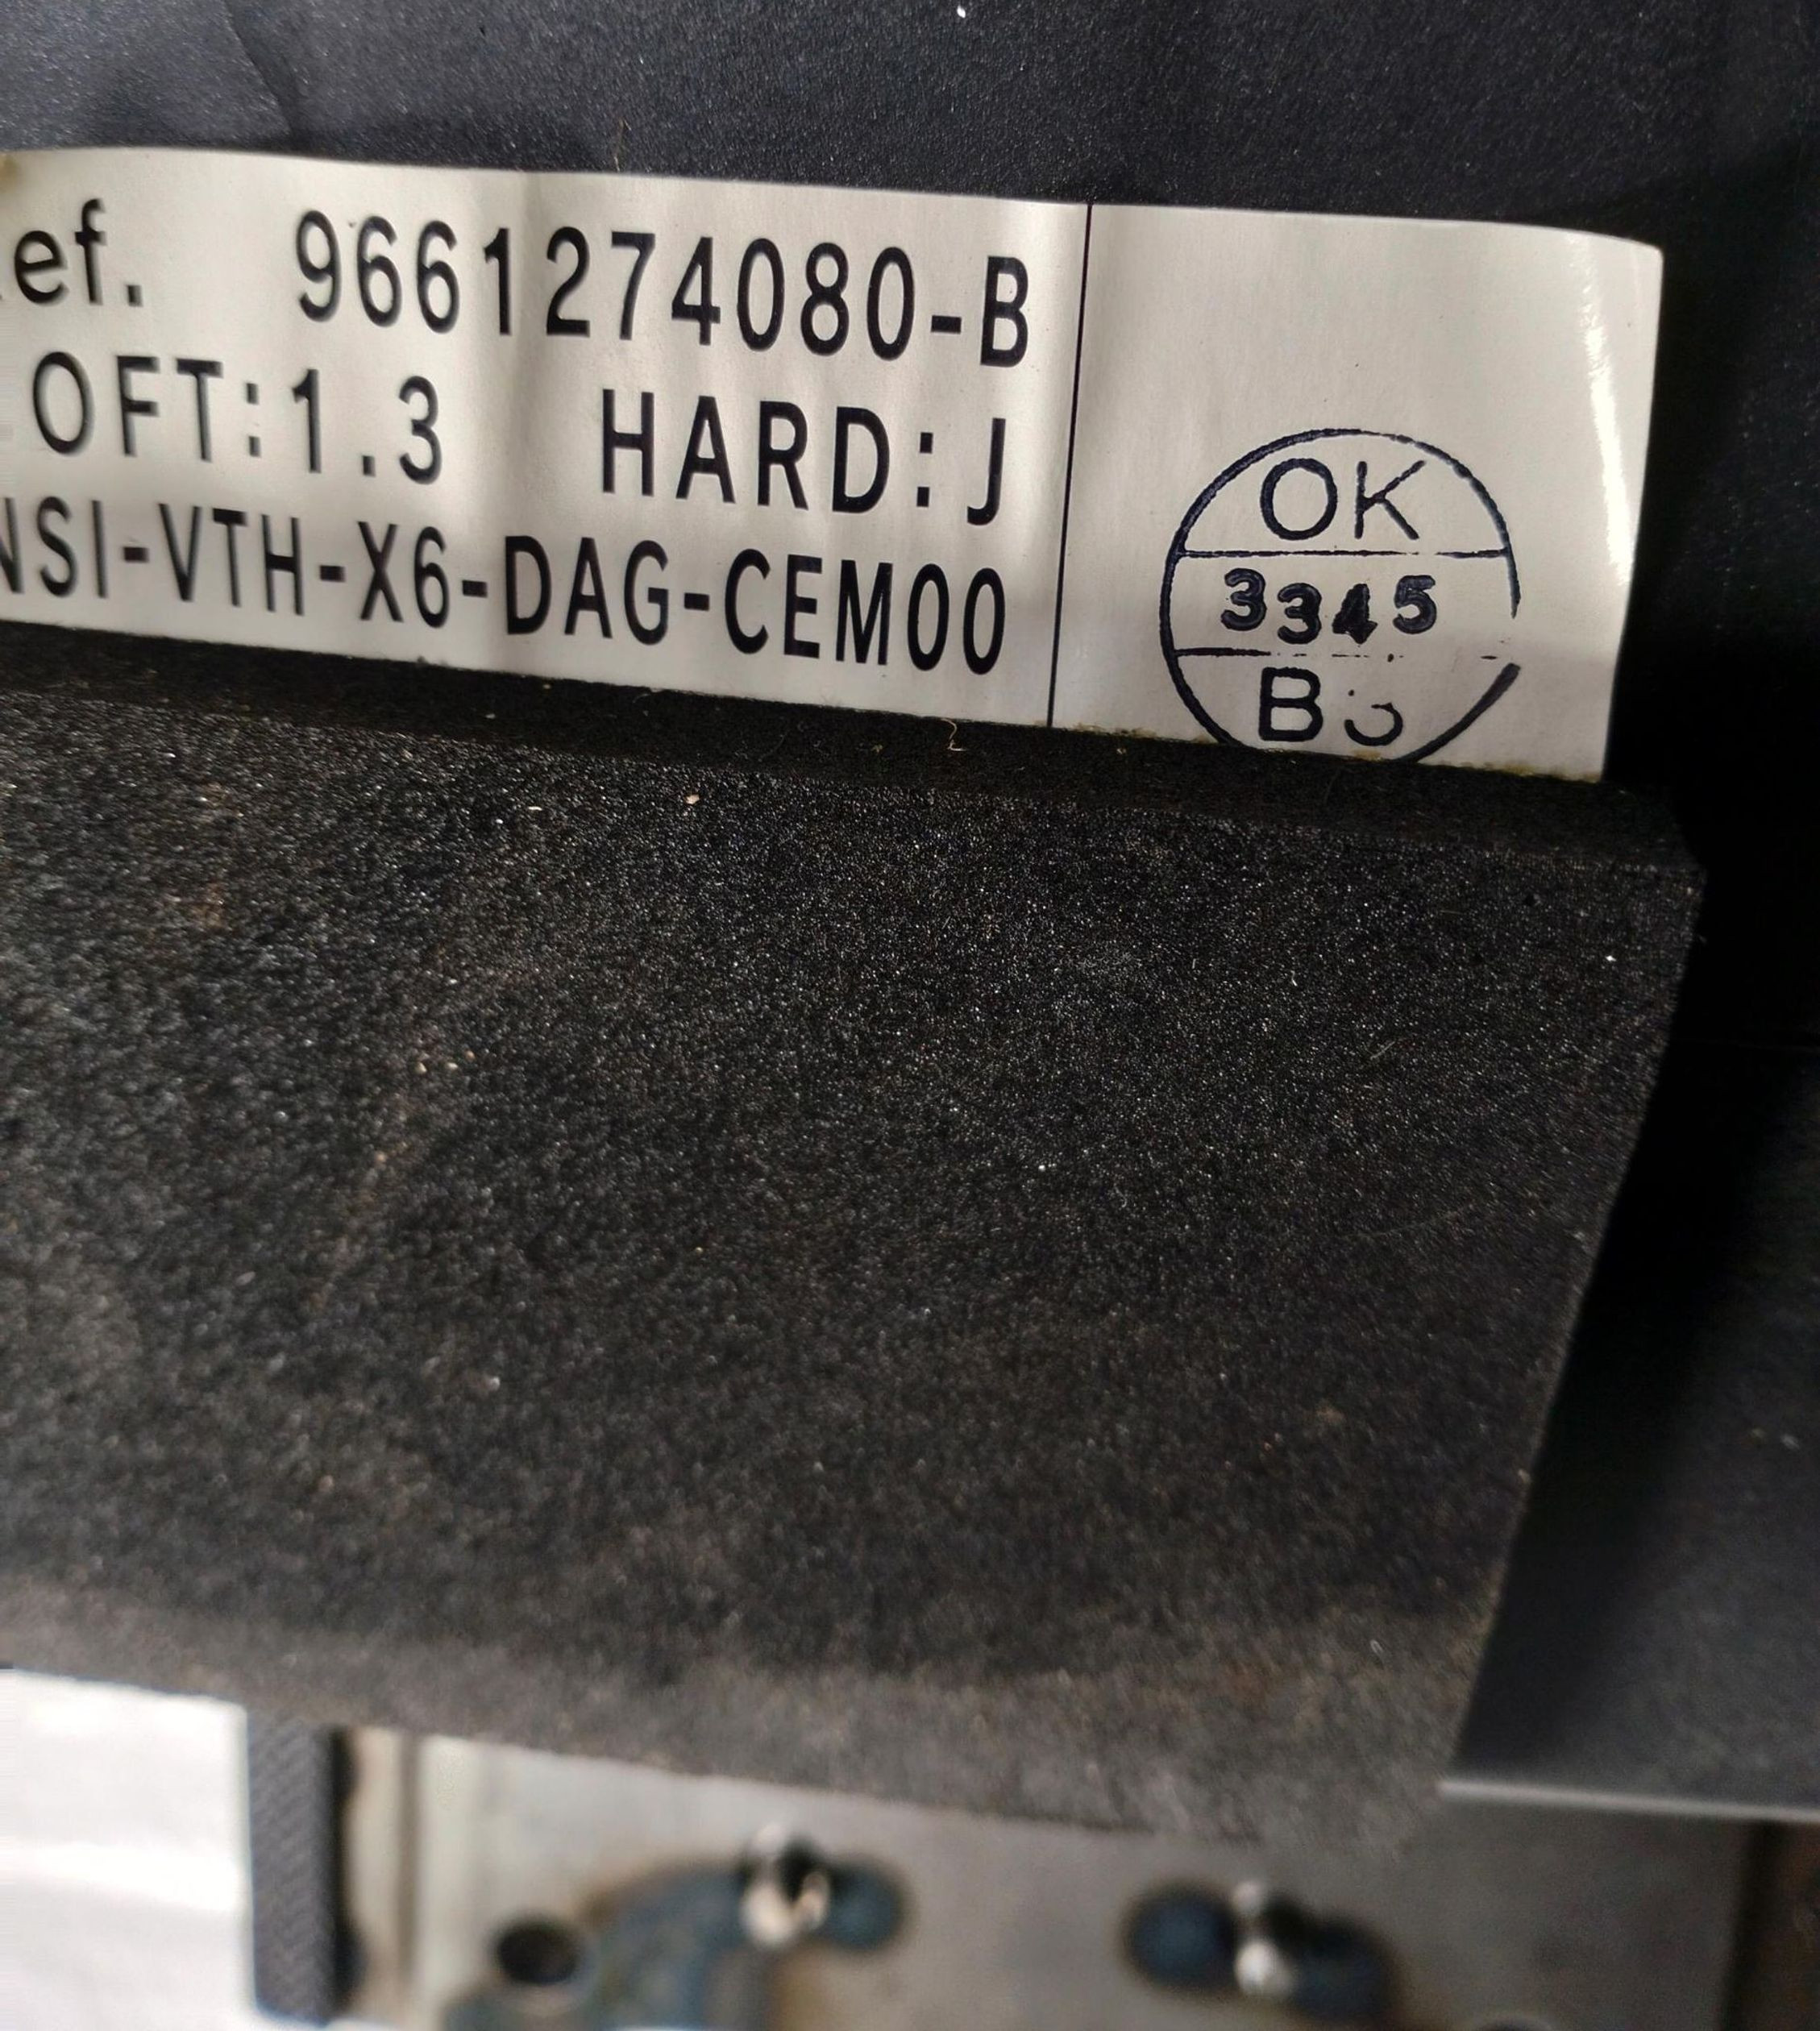 ef. 9661274080-B
OFT:1.3 HARD:J
NSI-VTH-X6-DAG-CEM00
OK
3345
B